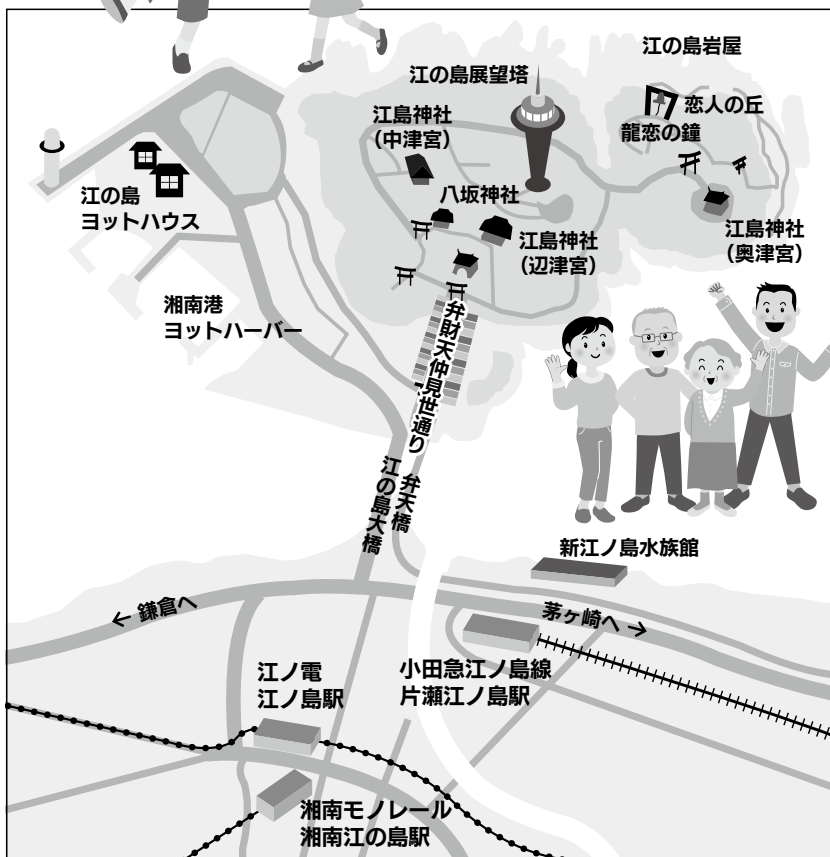 江の島岩屋
江の島展望塔
恋人の丘
龍恋の鐘
江島神社
（中津宮）
八坂神社
江の島
ヨットハウス
江島神社
（辺津宮）
江島神社
（奥津宮）
湘南港
ヨットハーバー
弁財天仲見世通り
弁天橋
江の島大橋
新江ノ島水族館
← 鎌倉へ
茅ヶ崎へ →
江ノ電
江ノ島駅
小田急江ノ島線
片瀬江ノ島駅
湘南モノレール
湘南江の島駅